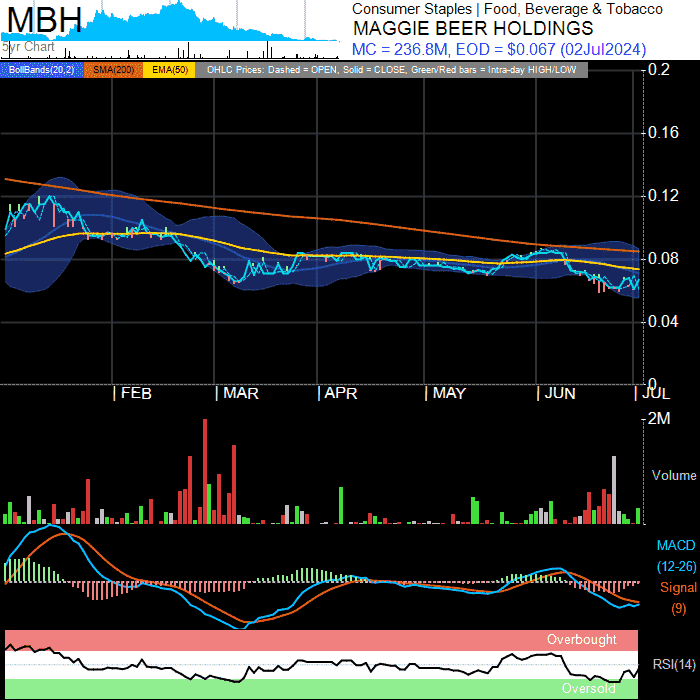 MBH
5yr Chart
Consumer Staples | Food, Beverage & Tobacco
MAGGIE BEER HOLDINGS
MC = 236.8M, EOD = $0.067 (02Jul2024)
BollBands(20,2) SMA(200) EMA(50) OHLC Prices: Dashed = OPEN, Solid = CLOSE, Green/Red bars = Intra-day HIGH/LOW
0.2
0.16
0.12
0.08
0.04
0
FEB MAR APR MAY JUN JUL
2M
Volume
MACD
(12-26)
Signal
(9)
Overbought
RSI(14)
Oversold